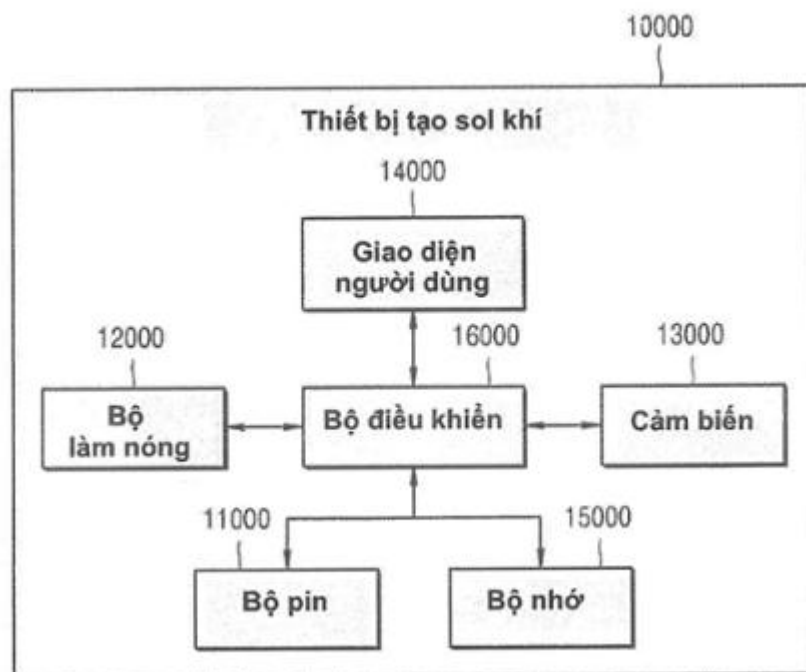 10000
Thiết bị tạo sol khí
14000
Giao diện
người dùng
12000
16000
13000
Bộ
làm nóng
Bộ điều khiển
Cảm biến
11000
15000
Bộ pin
Bộ nhớ